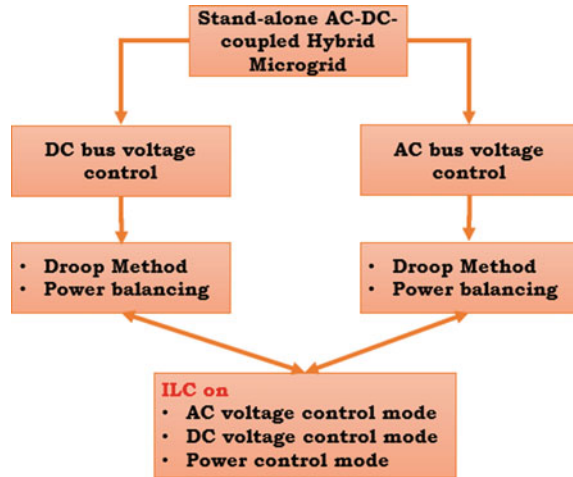 Stand-alone AC-DC-
coupled Hybrid
Microgrid
DC bus voltage
control
AC bus voltage
control
• Droop Method
• Power balancing
• Droop Method
• Power balancing
ILC on
• AC voltage control mode
• DC voltage control mode
• Power control mode